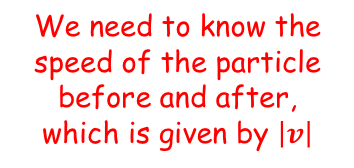 We need to know the
speed of the particle
before and after,
which is given by |𝑣|